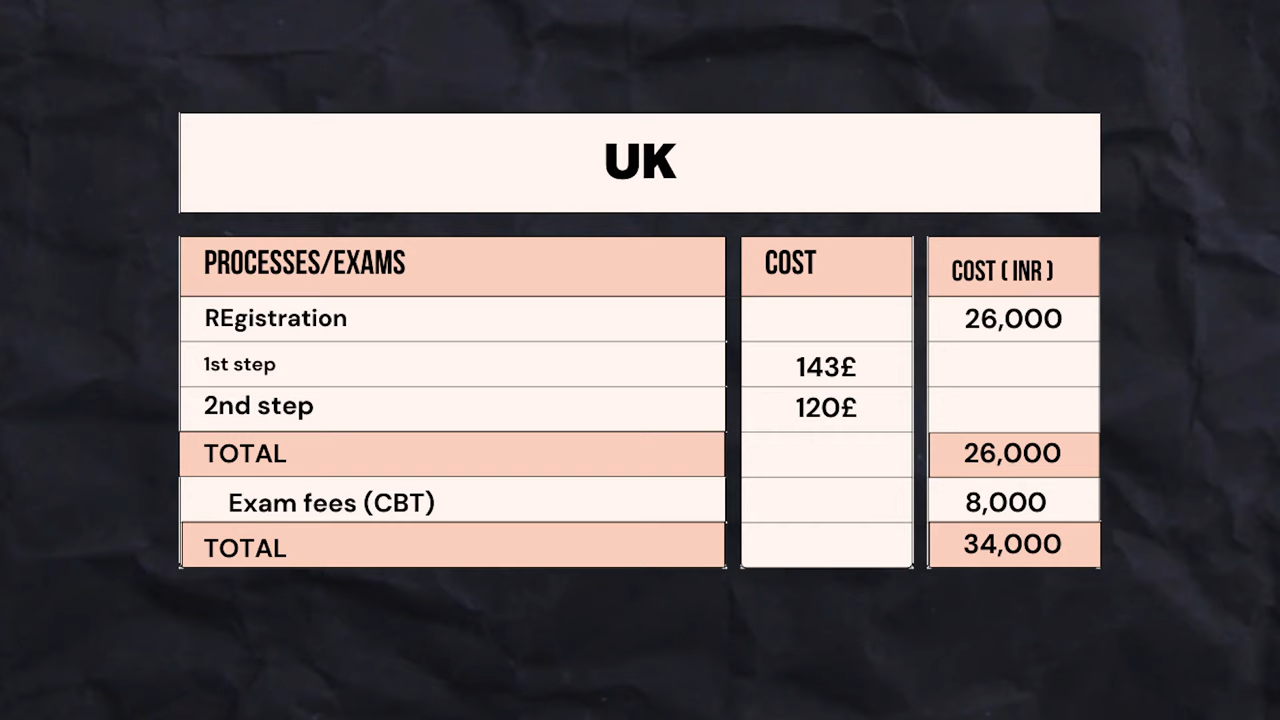 UK
PROCESSES/EXAMS COST COST ( INR )
REgistration 26,000
1st step 143£
2nd step 120£
TOTAL 26,000
Exam fees (CBT) 8,000
TOTAL 34,000